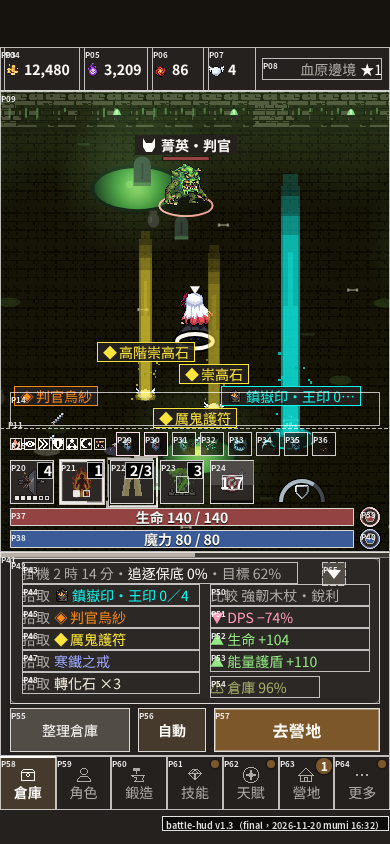 P04 12,480 P05 3,209 P06 86 P07 4 P08 血原邊境 ★1
P09
菁英·判官
◆高階崇高石
◆崇高石
P14 ◈判官烏紗 鎮嶽印·王印 0…
◆厲鬼護符
P11
P29 P30 P31 P32 P33 P34 P35 P36
P20 4 P21 1 P22 2/3 P23 3 P24
P37 生命 140 / 140 P39
P38 魔力 80 / 80 P40
P41
掛機 2 時 14 分·追逐保底 0%·目標 62%
拾取 鎮嶽印·王印 0／4 P50 比較 強韌木杖·銳利
P45 拾取 ◈判官烏紗 P51 DPS −74%
P46 拾取 ◆厲鬼護符 P52 生命 +104
P47 拾取 寒鐵之戒 P53 能量護盾 +110
P48 拾取 轉化石 ×3 P54 倉庫 96%
P55 整理倉庫 P56 自動 P57 去營地
P58 倉庫 P59 角色 P60 鍛造 P61 技能 P62 天賦 P63 營地 1 P64 更多
battle-hud v1.3 (final，2026-11-20 mumi 16:32)